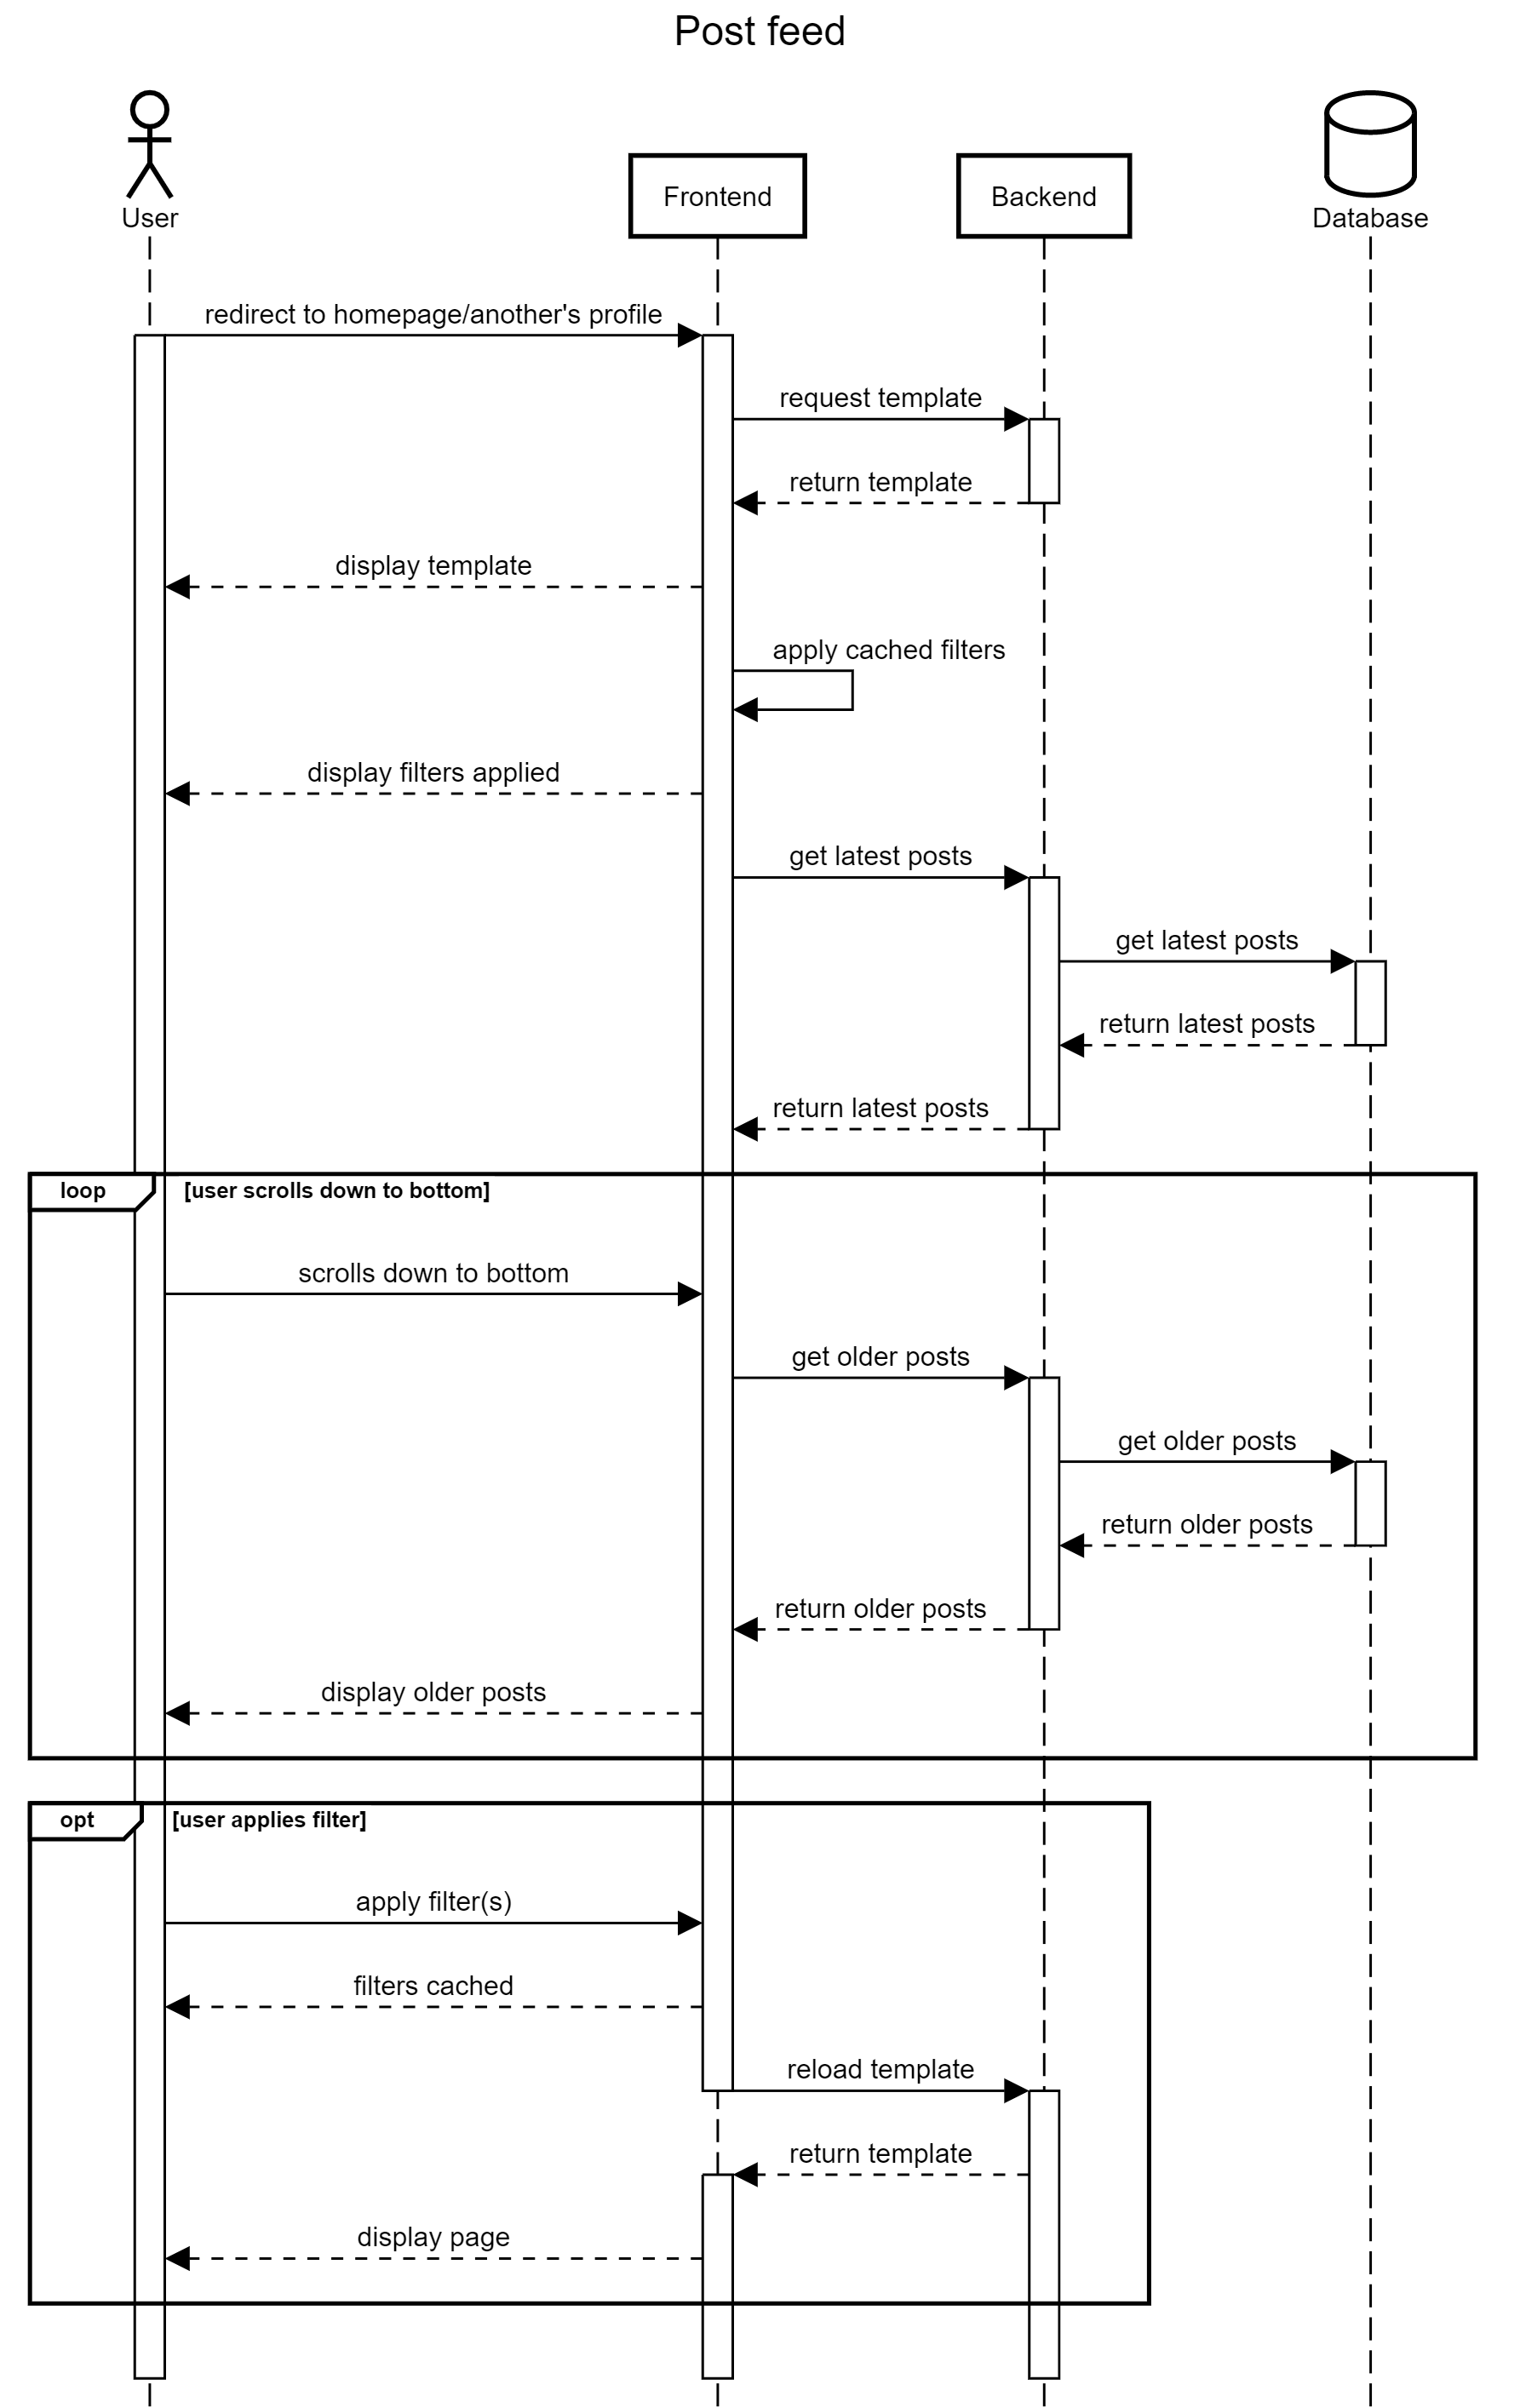 Post feed
User
Frontend
Backend
Database
redirect to homepage/another's profile
request template
return template
display template
apply cached filters
display filters applied
get latest posts
get latest posts
return latest posts
return latest posts
loop
[user scrolls down to bottom]
scrolls down to bottom
get older posts
get older posts
return older posts
return older posts
display older posts
opt
[user applies filter]
apply filter(s)
filters cached
reload template
return template
display page